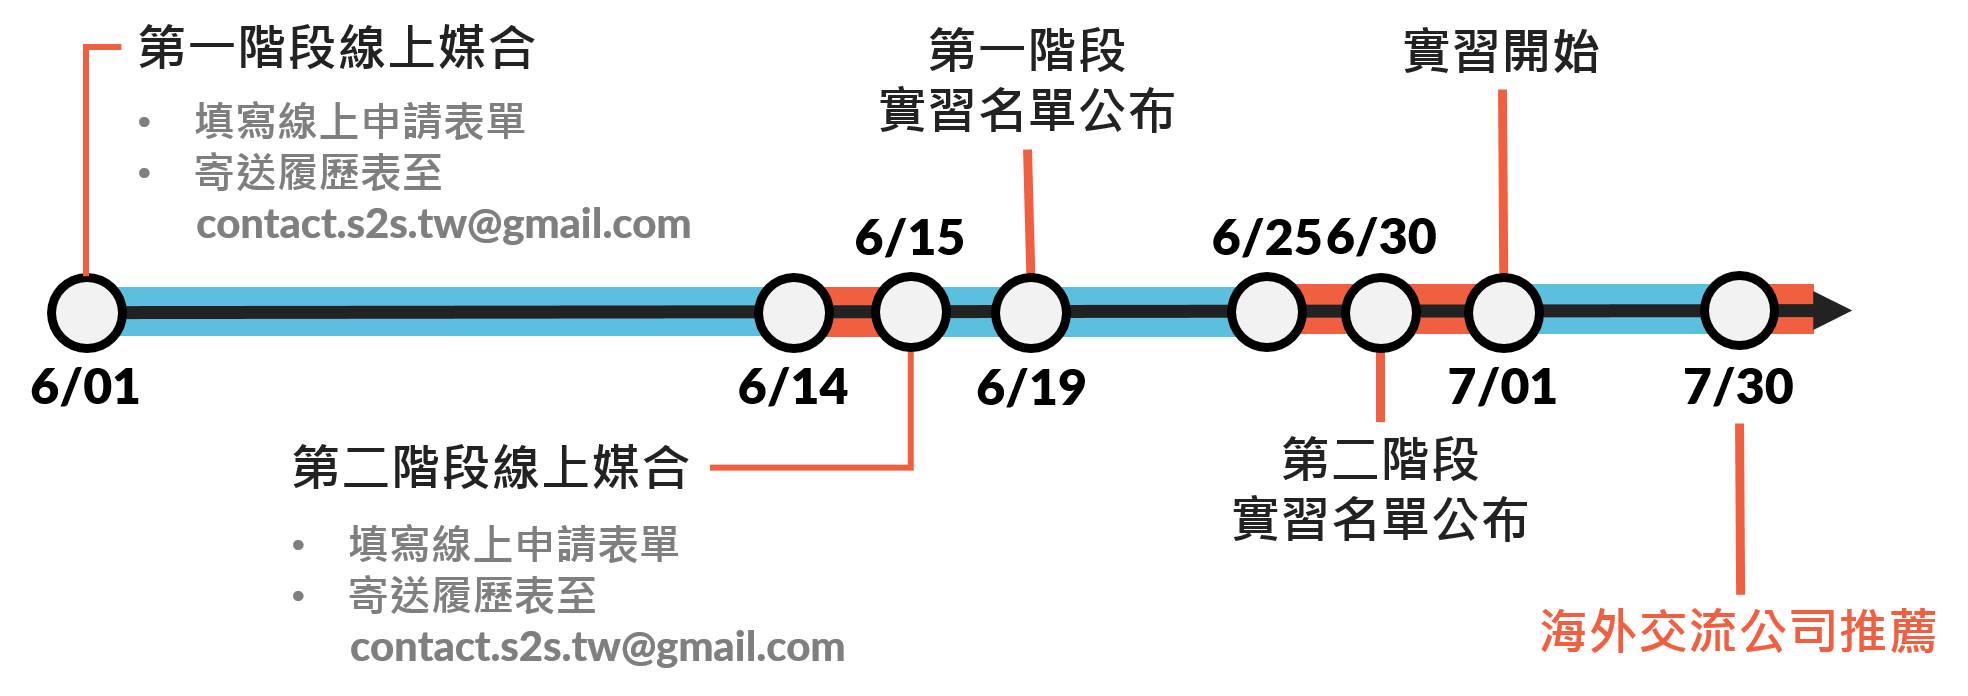 第一階段線上媒合
• 填寫線上申請表單
• 寄送履歷表至
contact.s2s.tw@gmail.com
第一階段
實習名單公布
實習開始
6/15
6/25
6/30
6/01
6/14
6/19
7/01
7/30
第二階段線上媒合
• 填寫線上申請表單
• 寄送履歷表至
contact.s2s.tw@gmail.com
第二階段
實習名單公布
海外交流公司推薦